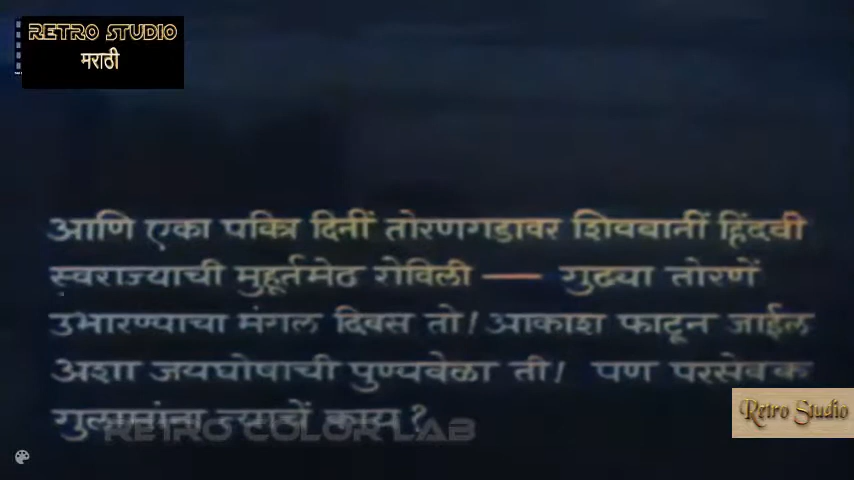 RETRO STUDIO
मराठी
आणि एका पवित्र दिनीं तोरणगडावर शिवबानीं हिंदवी
स्वराज्याची मुहूर्तमेढ रोविली — गुढ्या तोरणें
उभारण्याचा मंगल दिवस तो! आकाश फाटून जाईल
अशा जयघोषाची पुण्यवेळा ती! पण परसेवक
Retro Studio
गुलामांना त्याचें काय?
RETRO COLOR LAB